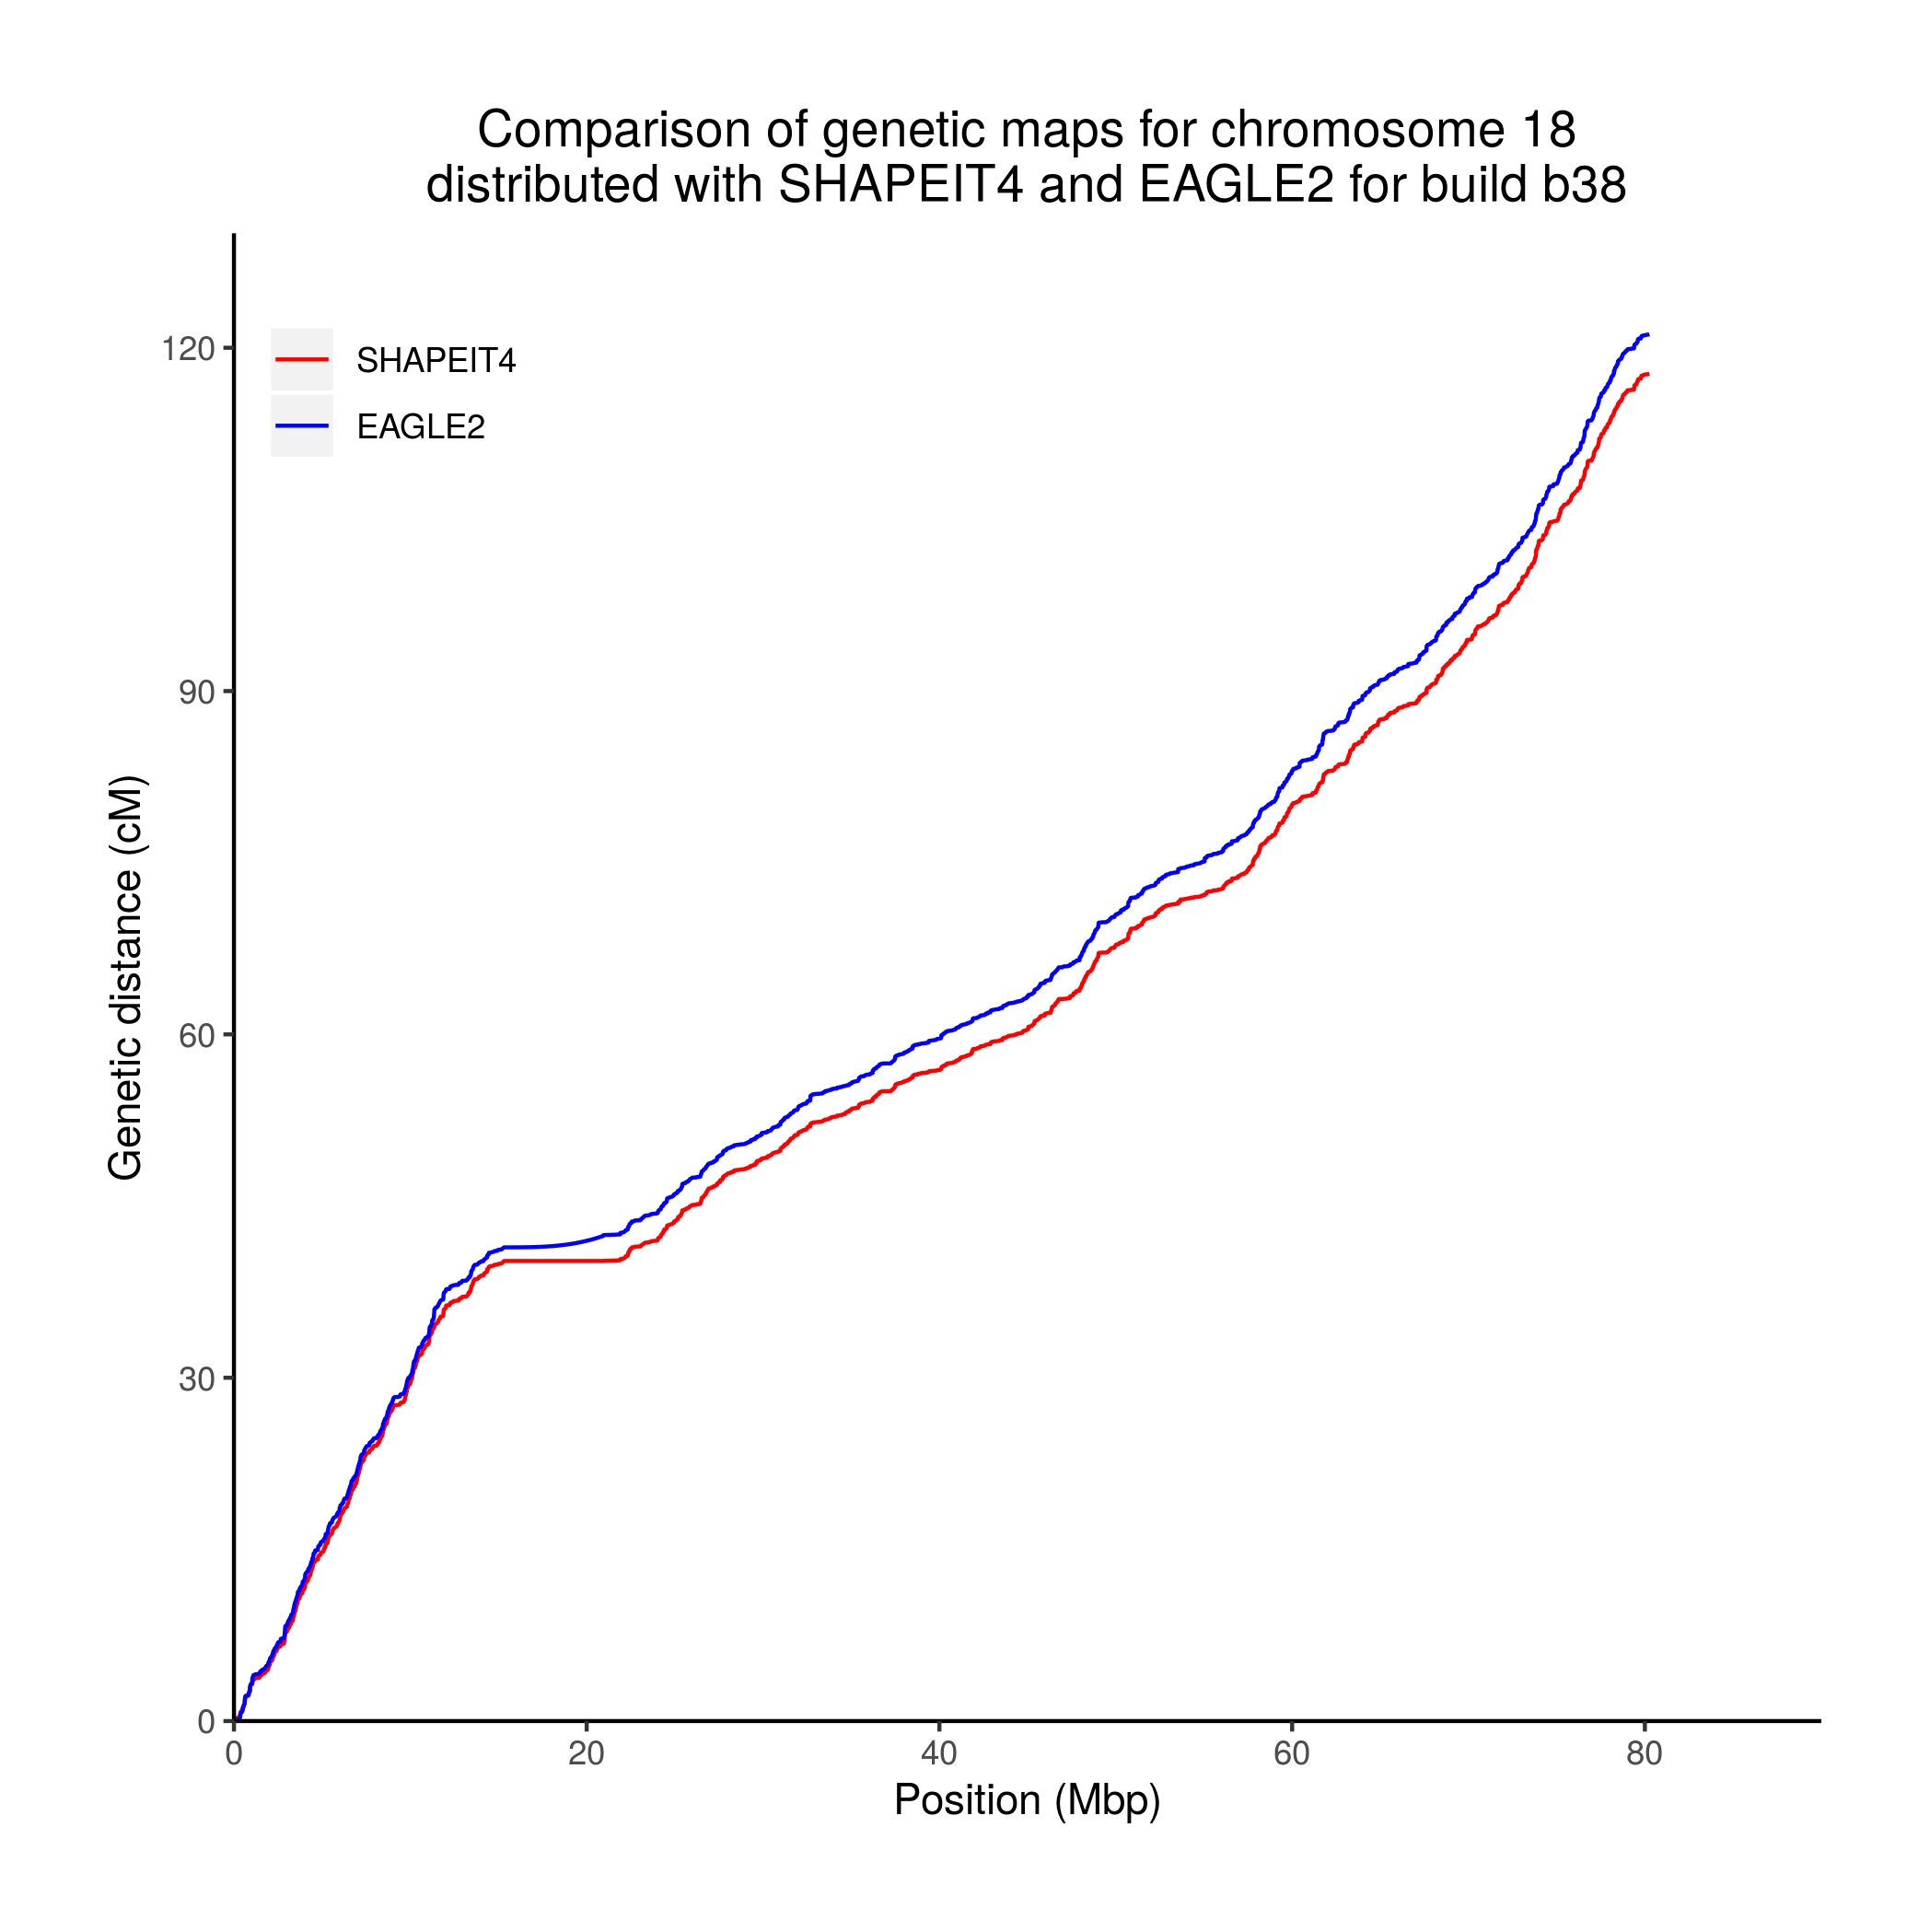 Comparison of genetic maps for chromosome 18
distributed with SHAPEIT4 and EAGLE2 for build b38
SHAPEIT4
EAGLE2
120
90
60
30
0
Genetic distance (cM)
0 20 40 60 80
Position (Mbp)